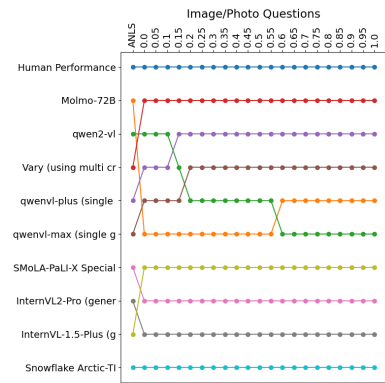 Image/Photo Questions
ANLS 0.0 0.05 0.1 0.15 0.2 0.25 0.3 0.35 0.4 0.45 0.5 0.55 0.6 0.65 0.7 0.75 0.8 0.85 0.9 0.95 1.0
Human Performance
Molmo-72B
qwen2-vl
Vary (using multi cr
qwenvl-plus (single
qwenvl-max (single g
SMoLA-PaLI-X Special
InternVL2-Pro (gener
InternVL-1.5-Plus (g
Snowflake Arctic-TI